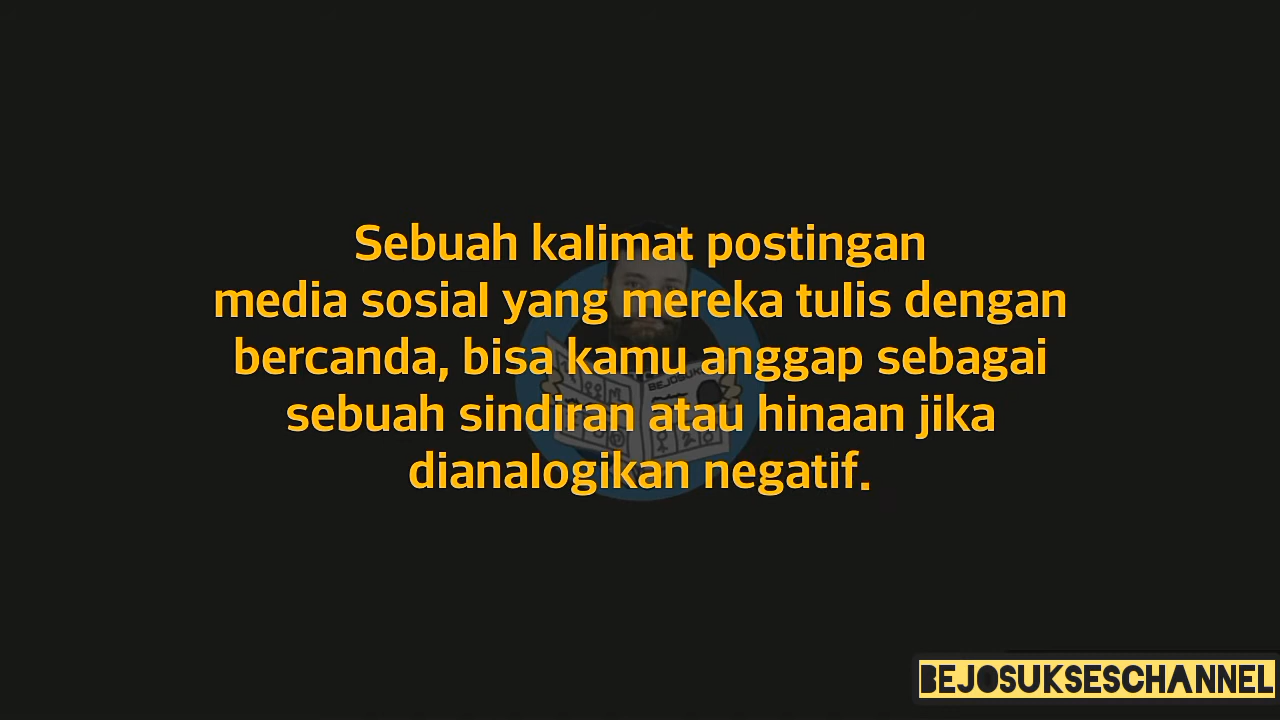 Sebuah kalimat postingan
media sosial yang mereka tulis dengan
bercanda, bisa kamu anggap sebagai
sebuah sindiran atau hinaan jika
dianalogikan negatif.
BEJOSUKSESCHANNEL